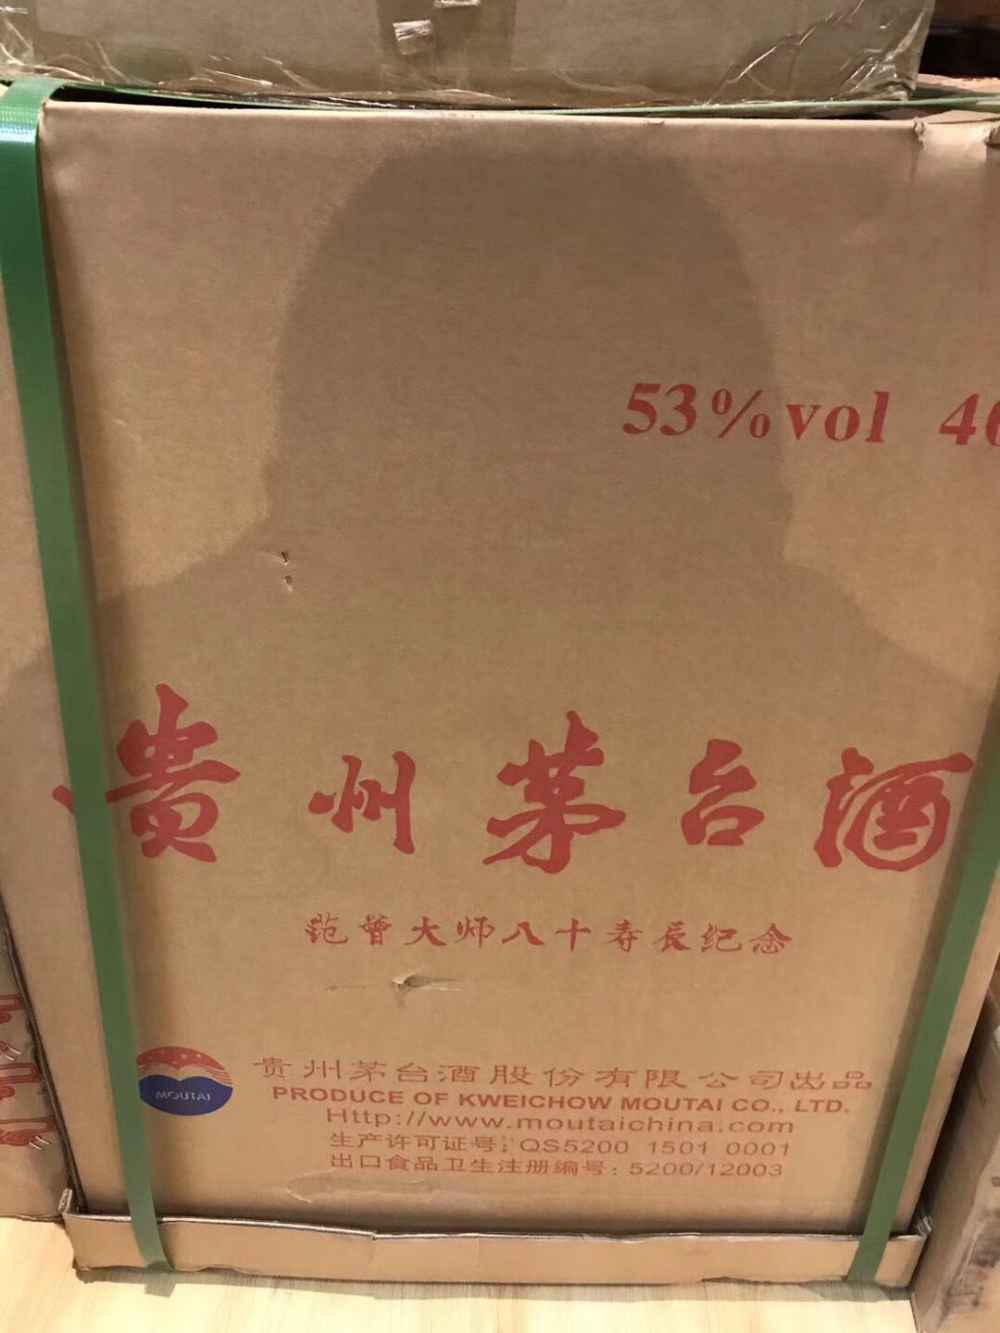 53%vol 40
贵州茅台酒
范曾大师八十寿辰纪念
MOUTAI
贵州茅台酒股份有限公司出品
PRODUCE OF KWEICHOW MOUTAI CO., LTD.
Http://www.moutaichina.com
生产许可证号：QS5200 1501 0001
出口食品卫生注册编号：5200/12003